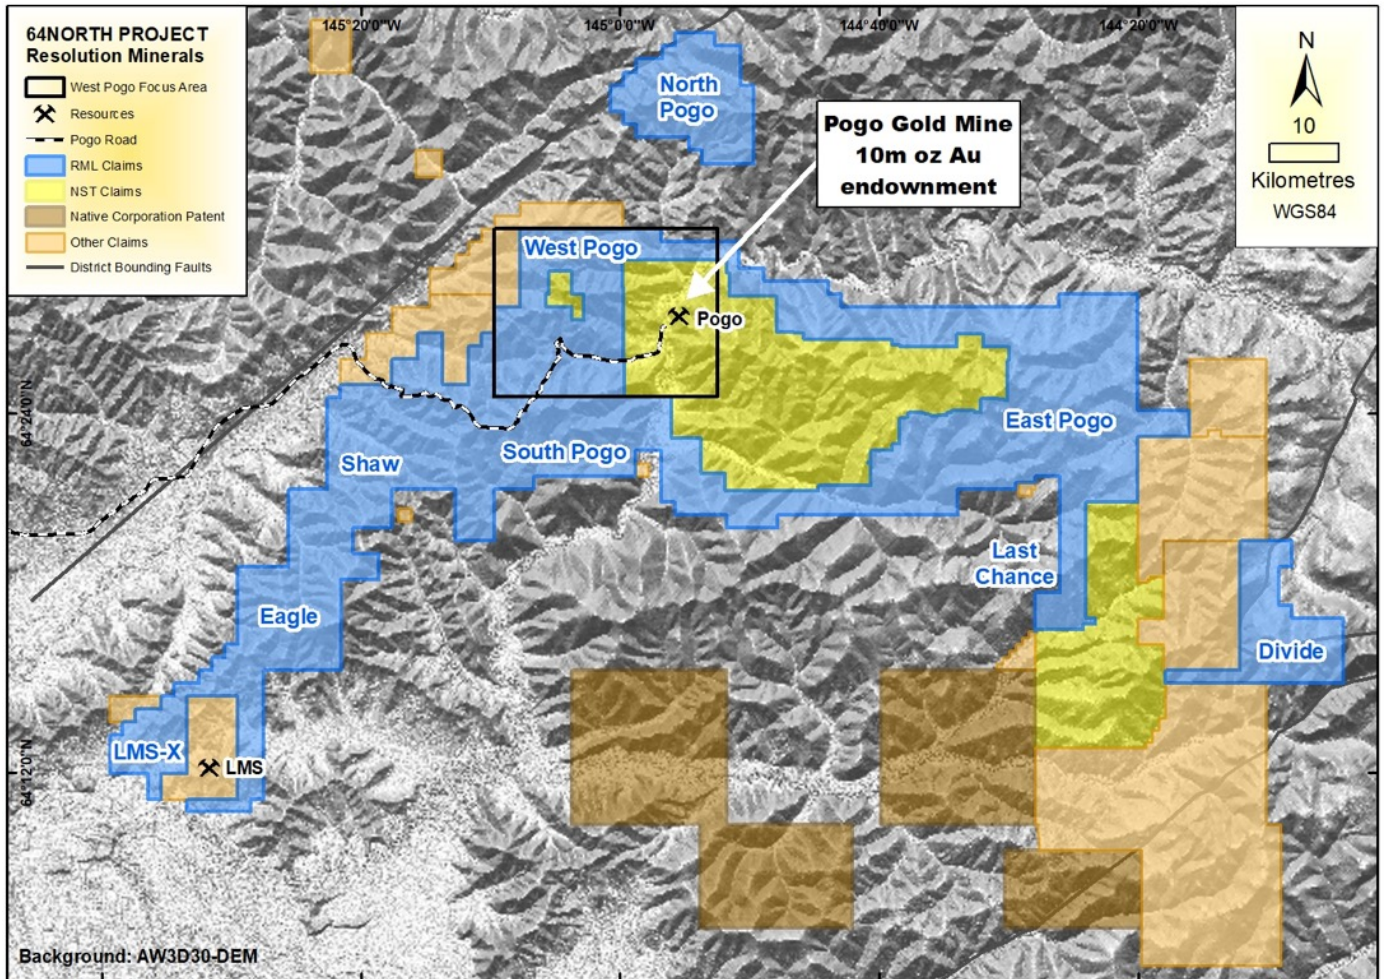 64NORTH PROJECT
Resolution Minerals
West Pogo Focus Area
Resources
Pogo Road
RML Claims
NST Claims
Native Corporation Patent
Other Claims
District Bounding Faults
145°20'0"W
145°0'0"W
144°40'0"W
144°20'0"W
N
10
Kilometres
WGS84
North
Pogo
Pogo Gold Mine
10m oz Au
endownment
West Pogo
Pogo
64°24'0"N
East Pogo
South Pogo
Shaw
Last
Chance
Eagle
Divide
LMS-X
LMS
64°12'0"N
Background: AW3D30-DEM